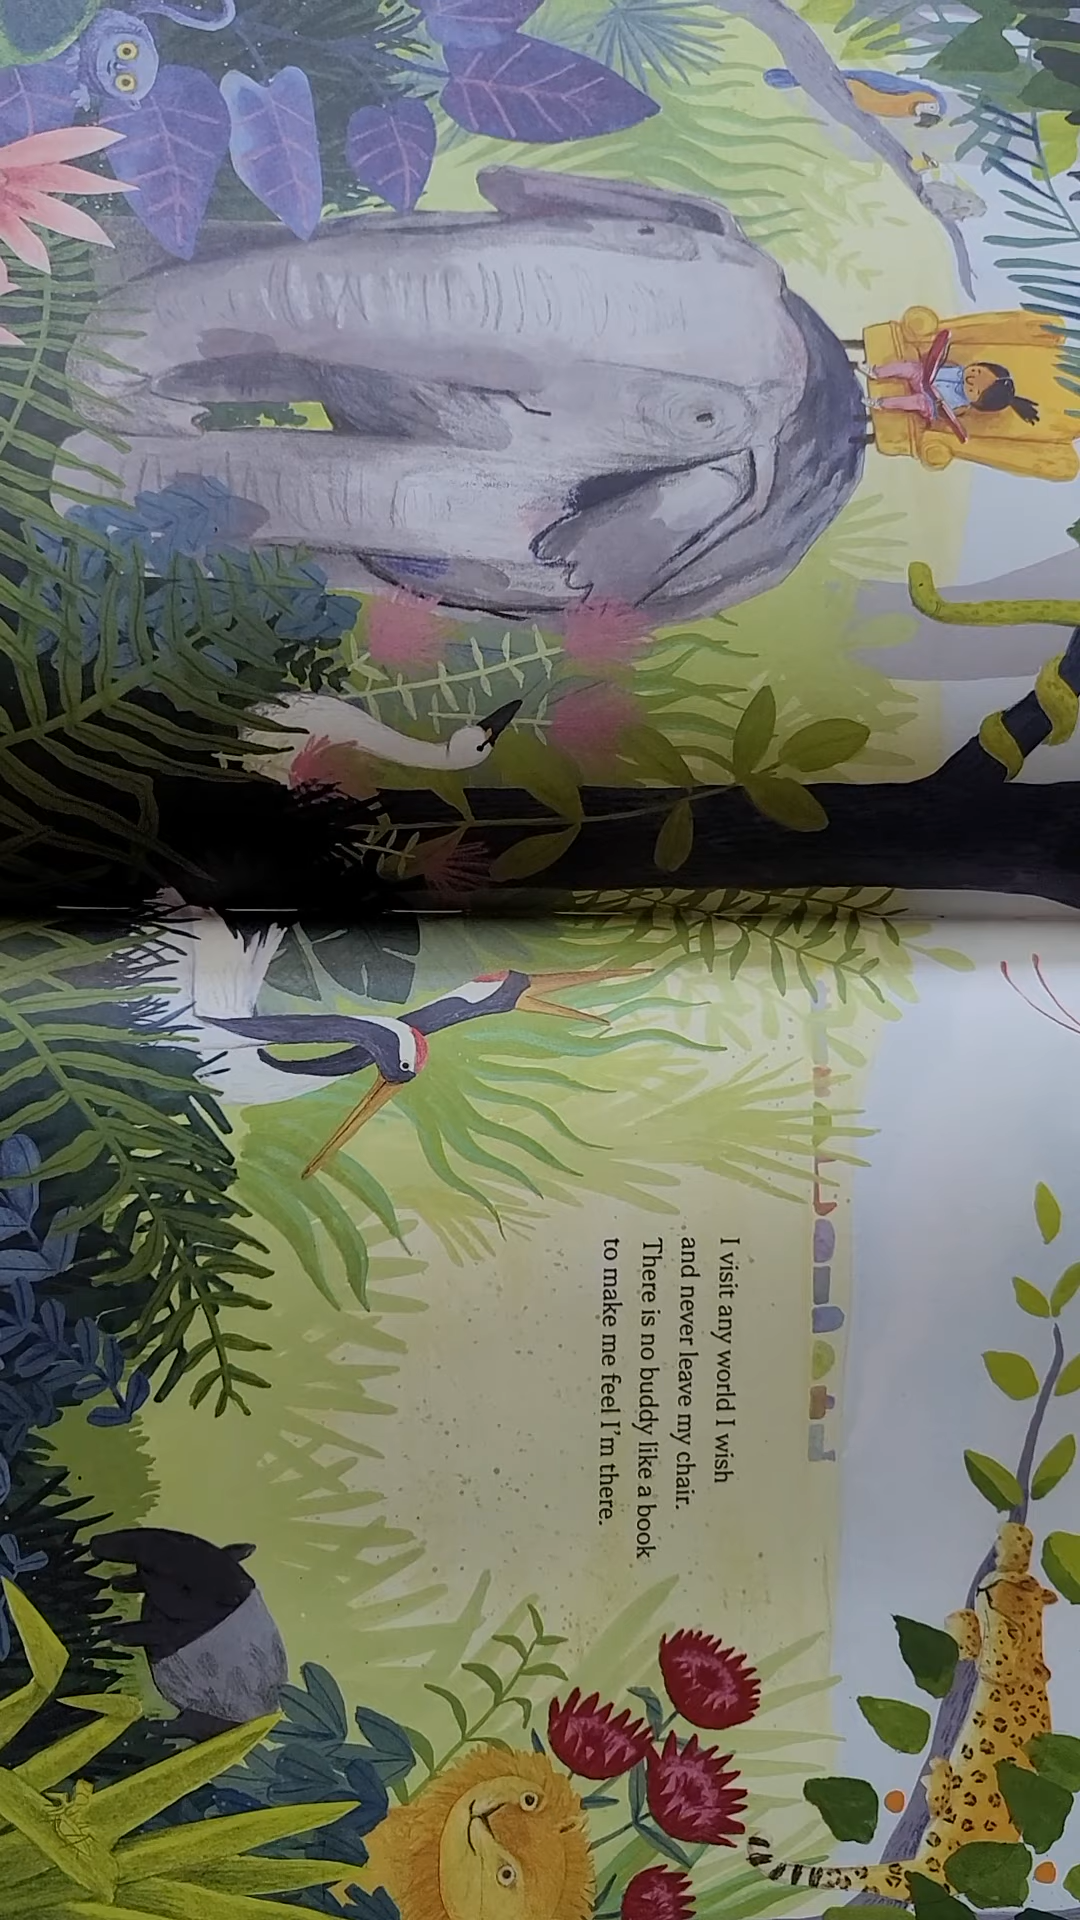 I visit any world I wish
and never leave my chair.
There is no buddy like a book
to make me feel I'm there.